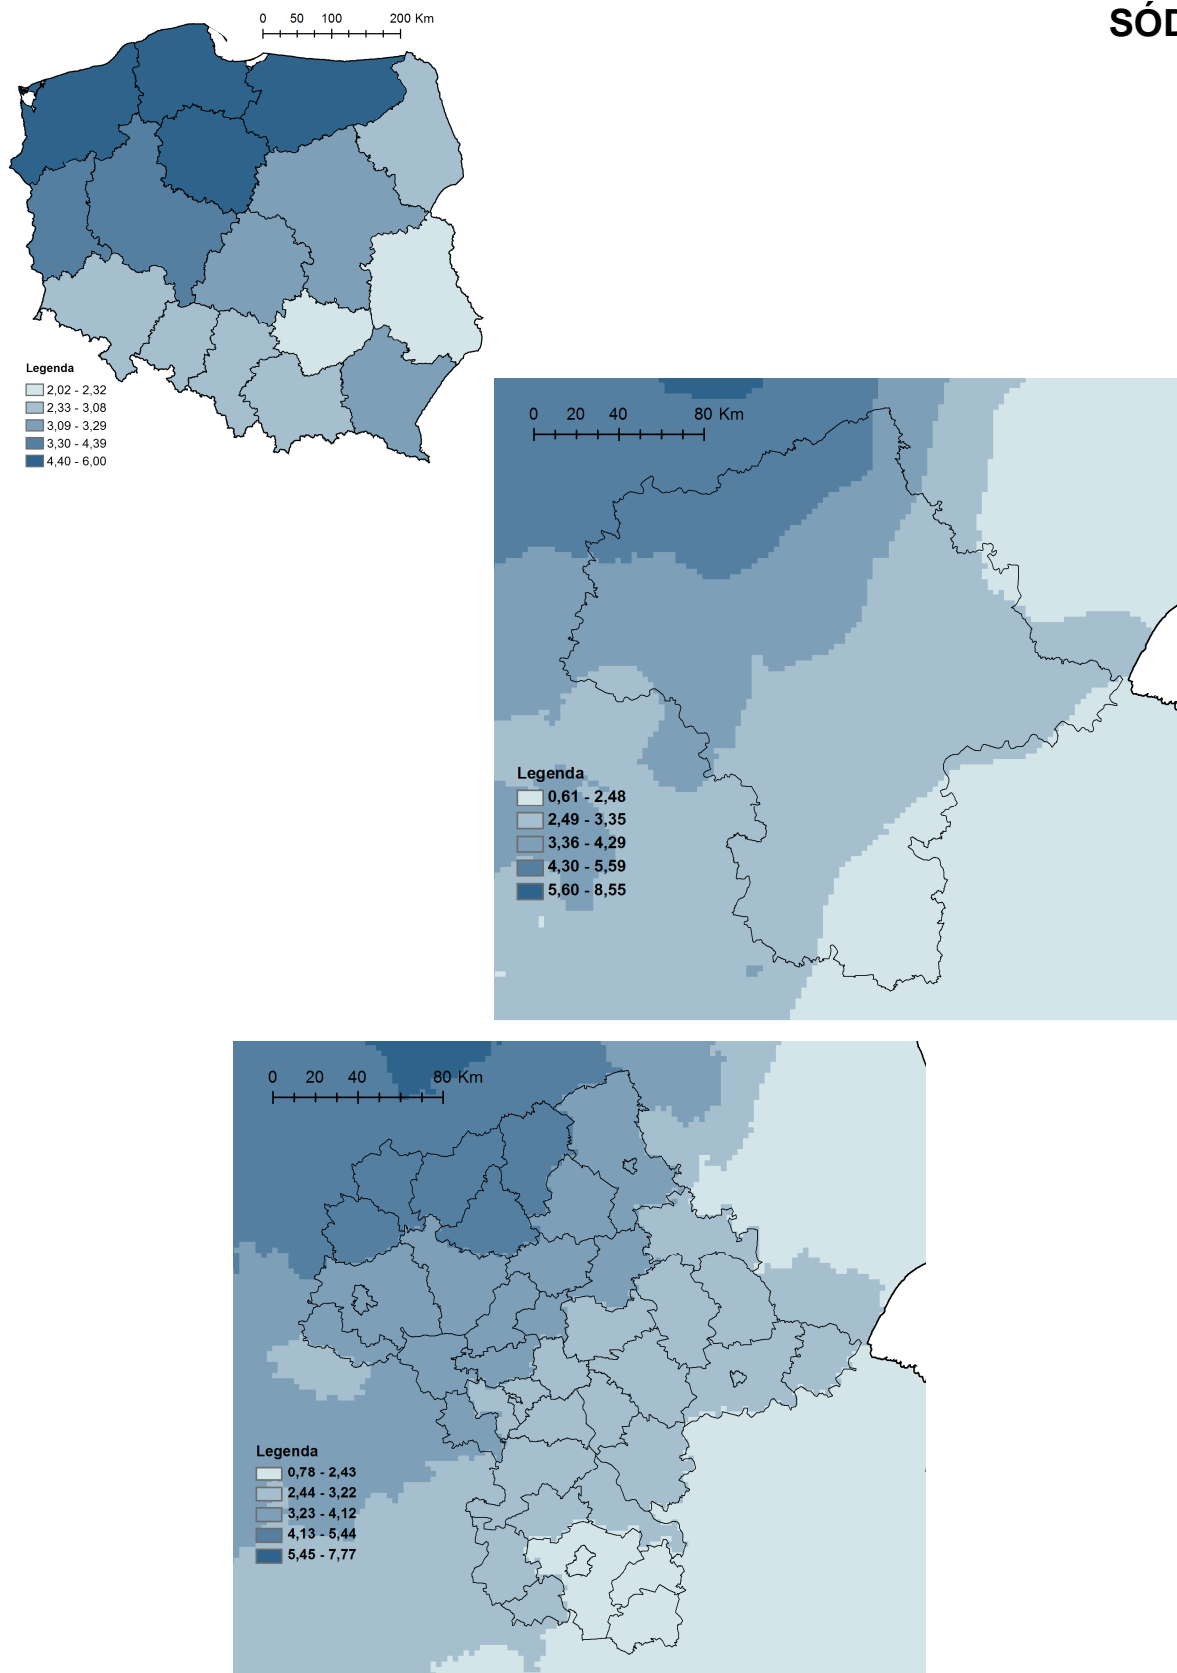 SÓD
0 50 100 200 Km
Legenda
2,02 - 2,32
2,33 - 3,08
3,09 - 3,29
3,30 - 4,39
4,40 - 6,00
0 20 40 80 Km
Legenda
0,61 - 2,48
2,49 - 3,35
3,36 - 4,29
4,30 - 5,59
5,60 - 8,55
0 20 40 80 Km
Legenda
0,78 - 2,43
2,44 - 3,22
3,23 - 4,12
4,13 - 5,44
5,45 - 7,77